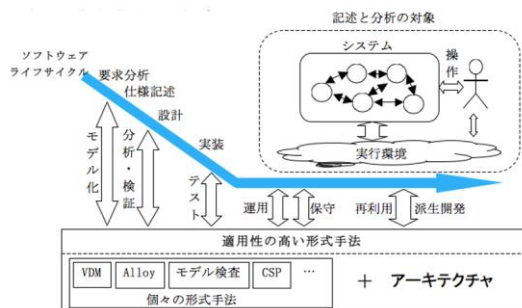 記述と分析の対象
システム
操作
実行環境
ソフトウェア
ライフサイクル
要求分析
仕様記述
設計
実装
モデル化
分析・検証
テスト
運用
保守
再利用
派生開発
適用性の高い形式手法
VDM
Alloy
モデル検査
CSP
…
個々の形式手法
+ アーキテクチャ